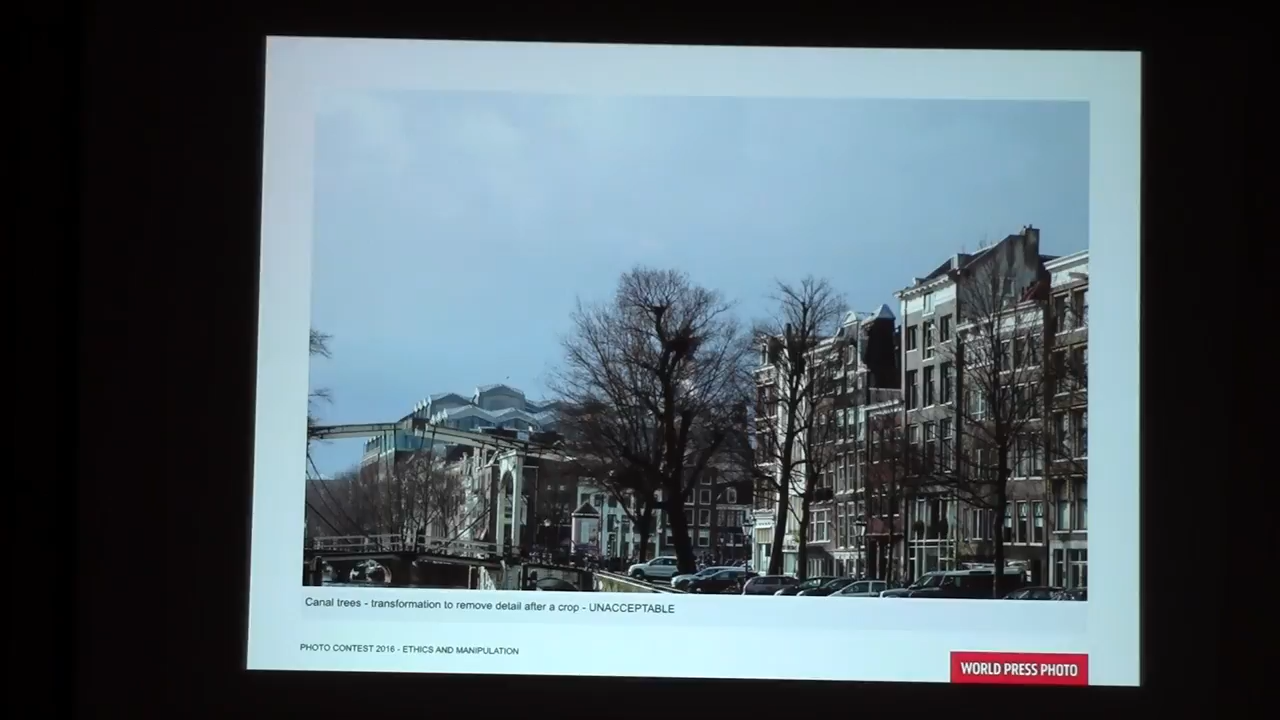 Canal trees - transformation to remove detail after a crop - UNACCEPTABLE
PHOTO CONTEST 2016 - ETHICS AND MANIPULATION
WORLD PRESS PHOTO